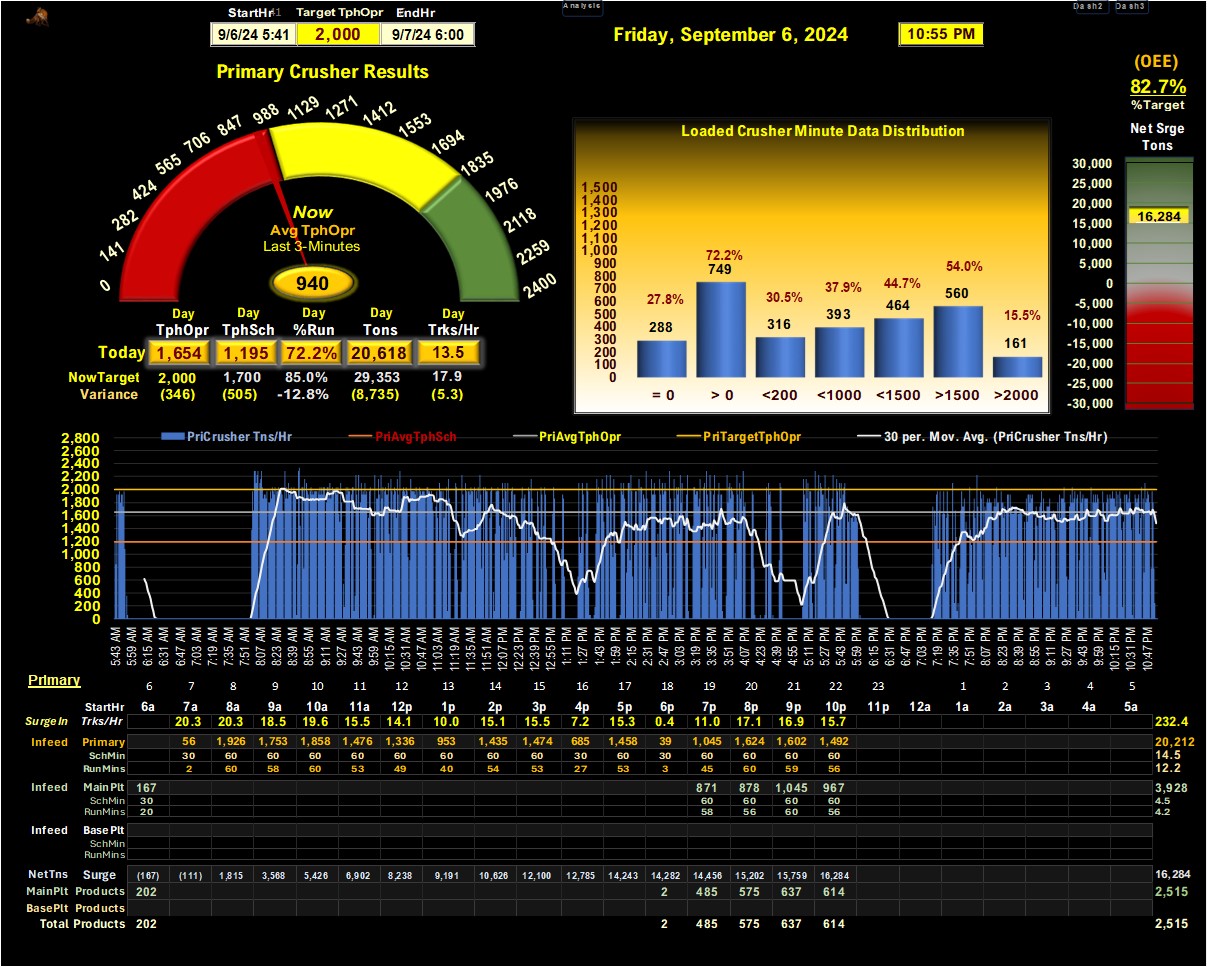 Analysis
Dash2 Dash3
StartHr41 Target TphOpr EndHr
9/6/24 5:41 2,000 9/7/24 6:00
Friday, September 6, 2024
10:55 PM
(OEE)
82.7%
%Target
Net Srge
Tons
30,000
25,000
20,000
16,284
15,000
10,000
5,000
0
-5,000
-10,000
-15,000
-20,000
-25,000
-30,000
Primary Crusher Results
0
141
282
424
565
706
847
988
1129
1271
1412
1553
1694
1835
1976
2118
2259
2400
Now
Avg TphOpr
Last 3-Minutes
940
Day Day Day Day Day
TphOpr TphSch %Run Tons Trks/Hr
Today 1,654 1,195 72.2% 20,618 13.5
NowTarget 2,000 1,700 85.0% 29,353 17.9
Variance (346) (505) -12.8% (8,735) (5.3)
Loaded Crusher Minute Data Distribution
1,500
1,400
1,300
1,200
1,100
1,000
900
800
700
600
500
400
300
200
100
0
27.8% 72.2% 30.5% 37.9% 44.7% 54.0% 15.5%
288 749 316 393 464 560 161
= 0 > 0 <200 <1000 <1500 >1500 >2000
PriCrusher Tns/Hr PriAvgTphSch PriAvgTphOpr PriTargetTphOpr 30 per. Mov. Avg. (PriCrusher Tns/Hr)
2,800
2,600
2,400
2,200
2,000
1,800
1,600
1,400
1,200
1,000
800
600
400
200
0
5:43 AM 5:59 AM 6:15 AM 6:31 AM 6:47 AM 7:03 AM 7:19 AM 7:35 AM 7:51 AM 8:07 AM 8:23 AM 8:39 AM 8:55 AM 9:11 AM 9:27 AM 9:43 AM 9:59 AM 10:15 AM 10:31 AM 10:47 AM 11:03 AM 11:19 AM 11:35 AM 11:51 AM 12:07 PM 12:23 PM 12:39 PM 12:55 PM 1:11 PM 1:27 PM 1:43 PM 1:59 PM 2:15 PM 2:31 PM 2:47 PM 3:03 PM 3:19 PM 3:35 PM 3:51 PM 4:07 PM 4:23 PM 4:39 PM 4:55 PM 5:11 PM 5:27 PM 5:43 PM 5:59 PM 6:15 PM 6:31 PM 6:47 PM 7:03 PM 7:19 PM 7:35 PM 7:51 PM 8:07 PM 8:23 PM 8:39 PM 8:55 PM 9:11 PM 9:27 PM 9:43 PM 9:59 PM 10:15 PM 10:31 PM 10:47 PM
Primary
6 7 8 9 10 11 12 13 14 15 16 17 18 19 20 21 22 23 1 2 3 4 5
StartHr 6a 7a 8a 9a 10a 11a 12p 1p 2p 3p 4p 5p 6p 7p 8p 9p 10p 11p 12a 1a 2a 3a 4a 5a
SurgeIn Trks/Hr 20.3 20.3 18.5 19.6 15.5 14.1 10.0 15.1 15.5 7.2 15.3 0.4 11.0 17.1 16.9 15.7 232.4
Infeed Primary 56 1,926 1,753 1,858 1,476 1,336 953 1,435 1,474 685 1,458 39 1,045 1,624 1,602 1,492 20,212
SchMin 30 60 60 60 60 60 60 60 60 60 60 30 60 60 60 60 14.5
RunMins 2 60 58 60 53 49 40 54 53 27 53 3 45 60 59 56 12.2
Infeed MainPlt 167 871 878 1,045 967 3,928
SchMin 30 60 60 60 60 4.5
RunMins 20 58 56 60 56 4.2
Infeed Base Plt
SchMin
RunMins
NetTns Surge (167) (111) 1,815 3,568 5,426 6,902 8,238 9,191 10,626 12,100 12,785 14,243 14,282 14,456 15,202 15,759 16,284 16,284
MainPlt Products 202 2 485 575 637 614 2,515
BasePlt Products
Total Products 202 2 485 575 637 614 2,515